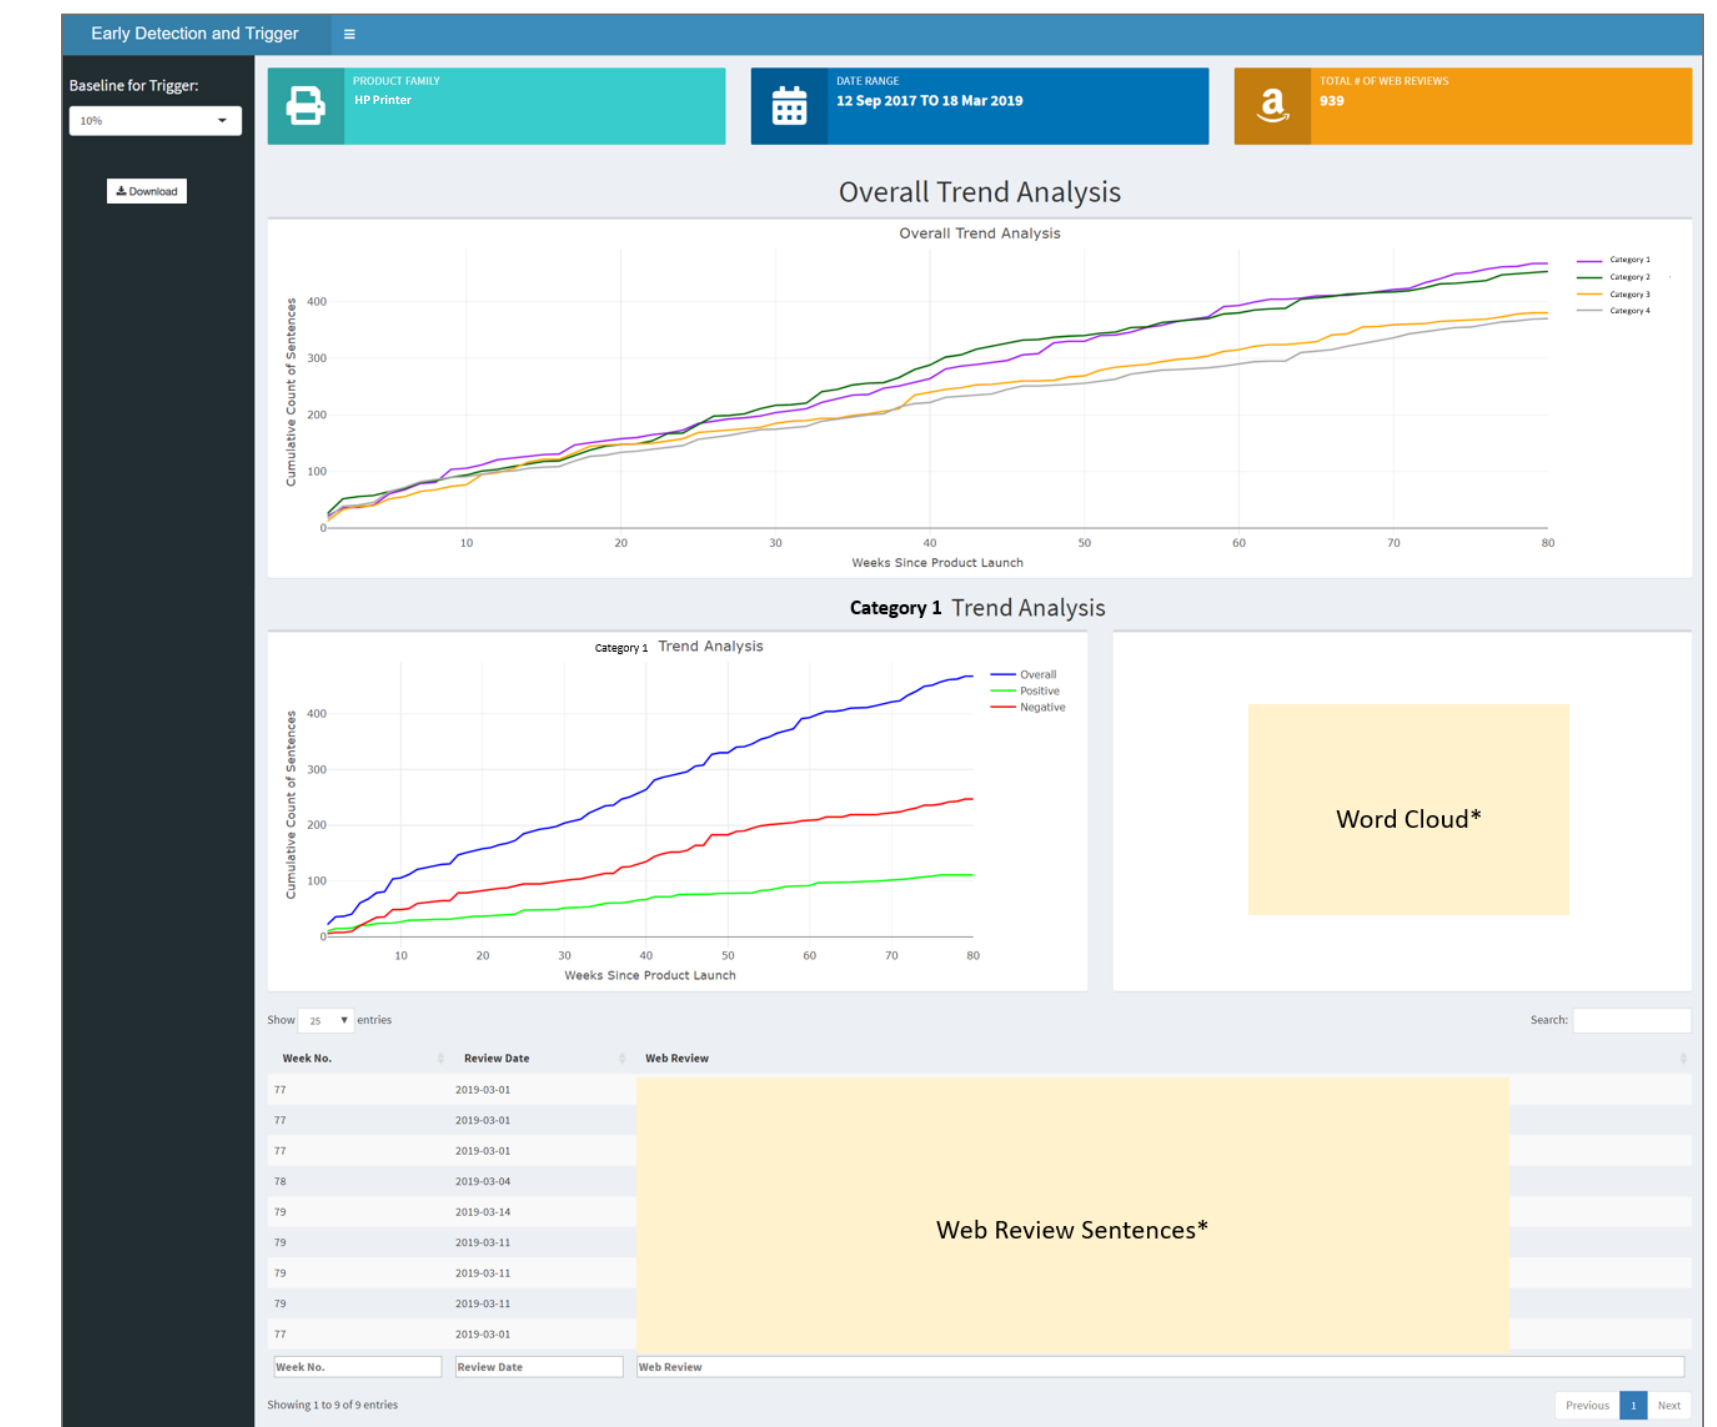 Early Detection and Trigger
Baseline for Trigger:
10%
Download
PRODUCT FAMILY
HP Printer
DATE RANGE
12 Sep 2017 TO 18 Mar 2019
TOTAL # OF WEB REVIEWS
939
Overall Trend Analysis
Overall Trend Analysis
Cumulative Count of Sentences
400
300
200
100
0
10 20 30 40 50 60 70 80
Weeks Since Product Launch
Category 1
Category 2
Category 3
Category 4
Category 1 Trend Analysis
Category 1 Trend Analysis
Cumulative Count of Sentences
400
300
200
100
0
10 20 30 40 50 60 70 80
Weeks Since Product Launch
Overall
Positive
Negative
Word Cloud*
Show 25 entries
Search:
Week No. Review Date Web Review
77 2019-03-01
77 2019-03-01
77 2019-03-01
78 2019-03-04
79 2019-03-14
79 2019-03-11
79 2019-03-11
79 2019-03-11
77 2019-03-01
Web Review Sentences*
Week No. Review Date Web Review
Showing 1 to 9 of 9 entries
Previous 1 Next